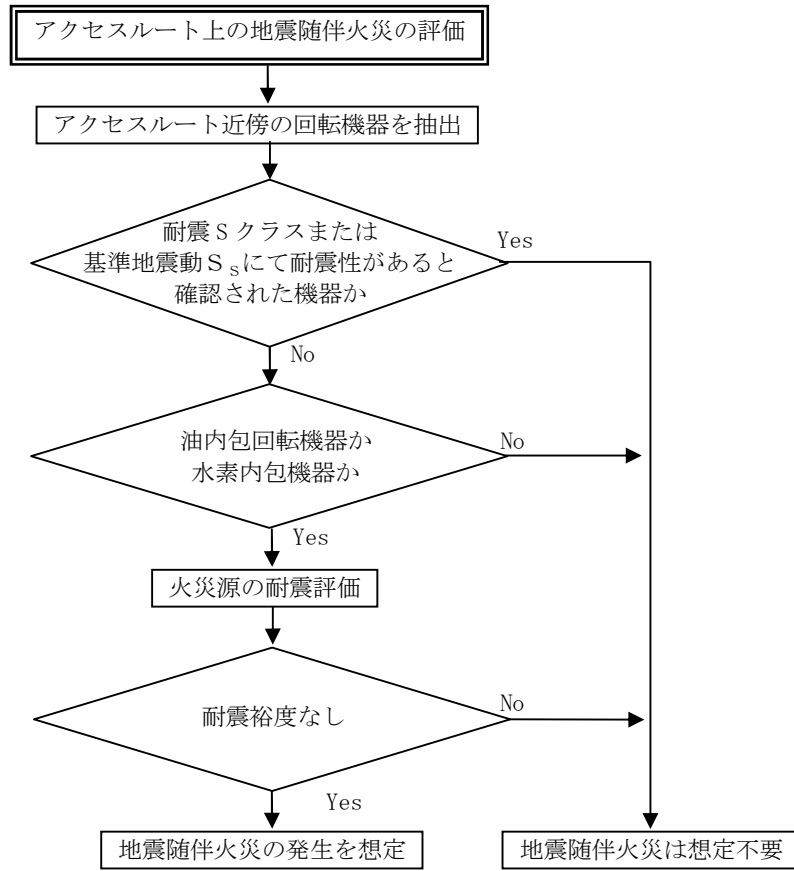 アクセスルート上の地震随伴火災の評価
アクセスルート近傍の回転機器を抽出
耐震Sクラスまたは
基準地震動Ｓsにて耐震性があると
確認された機器か
Yes
No
油内包回転機器か
水素内包機器か
No
Yes
火災源の耐震評価
耐震裕度なし
No
Yes
地震随伴火災の発生を想定
地震随伴火災は想定不要